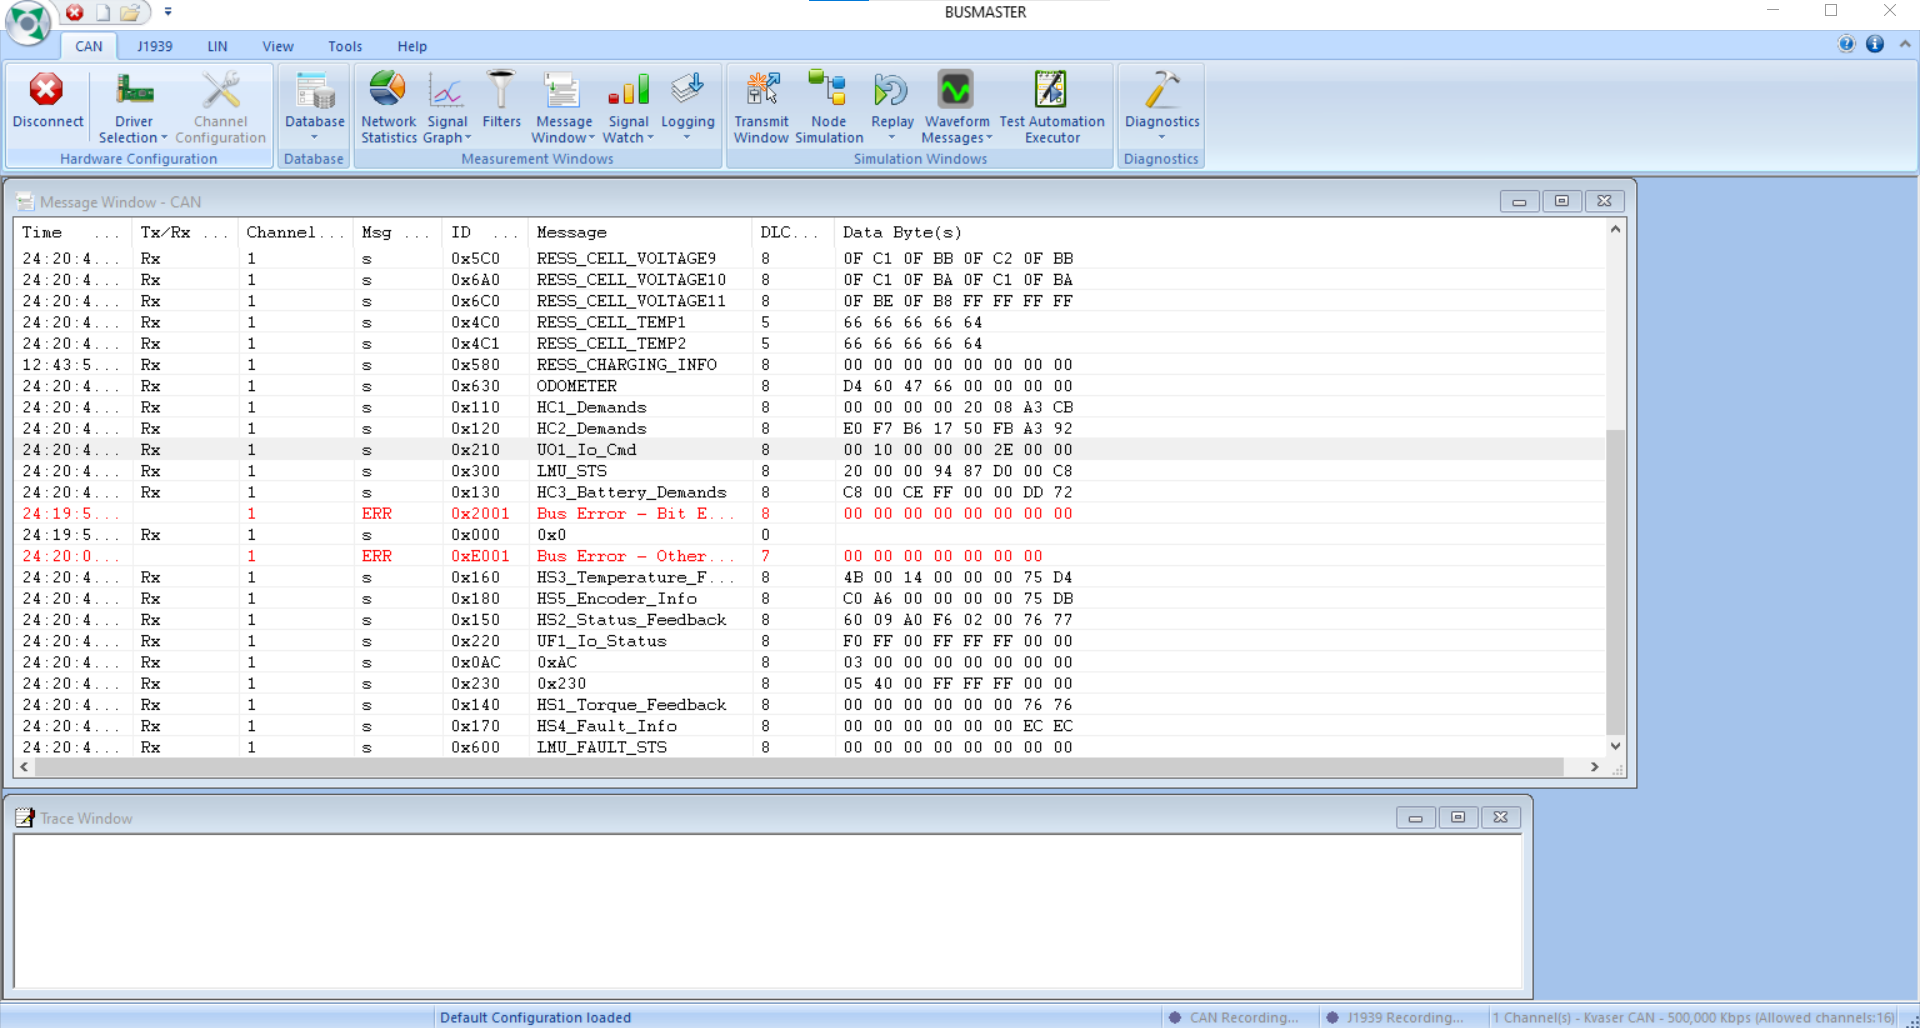 BUSMASTER
CAN J1939 LIN View Tools Help
Disconnect Driver Selection Channel Configuration Database Network Statistics Signal Graph Filters Message Window Signal Watch Logging Transmit Window Node Simulation Replay Waveform Messages Test Automation Executor Diagnostics
Hardware Configuration Database Measurement Windows Simulation Windows Diagnostics
Message Window - CAN
Time ... Tx/Rx ... Channel... Msg ... ID ... Message DLC... Data Byte(s)
24:20:4... Rx 1 s 0x5C0 RESS_CELL_VOLTAGE9 8 0F C1 0F BB 0F C2 0F BB
24:20:4... Rx 1 s 0x6A0 RESS_CELL_VOLTAGE10 8 0F C1 0F BA 0F C1 0F BA
24:20:4... Rx 1 s 0x6C0 RESS_CELL_VOLTAGE11 8 0F BE 0F B8 FF FF FF FF
24:20:4... Rx 1 s 0x4C0 RESS_CELL_TEMP1 5 66 66 66 66 64
24:20:4... Rx 1 s 0x4C1 RESS_CELL_TEMP2 5 66 66 66 66 64
12:43:5... Rx 1 s 0x580 RESS_CHARGING_INFO 8 00 00 00 00 00 00 00 00
24:20:4... Rx 1 s 0x630 ODOMETER 8 D4 60 47 66 00 00 00 00
24:20:4... Rx 1 s 0x110 HC1_Demands 8 00 00 00 00 20 08 A3 CB
24:20:4... Rx 1 s 0x120 HC2_Demands 8 E0 F7 B6 17 50 FB A3 92
24:20:4... Rx 1 s 0x210 UO1_Io_Cmd 8 00 10 00 00 00 2E 00 00
24:20:4... Rx 1 s 0x300 LMU_STS 8 20 00 00 94 87 D0 00 C8
24:20:4... Rx 1 s 0x130 HC3_Battery_Demands 8 C8 00 CE FF 00 00 DD 72
24:19:5... 1 ERR 0x2001 Bus Error - Bit E... 8 00 00 00 00 00 00 00 00
24:19:5... Rx 1 s 0x000 0x0 0
24:20:0... 1 ERR 0xE001 Bus Error - Other... 7 00 00 00 00 00 00 00
24:20:4... Rx 1 s 0x160 HS3_Temperature_F... 8 4B 00 14 00 00 00 75 D4
24:20:4... Rx 1 s 0x180 HS5_Encoder_Info 8 C0 A6 00 00 00 00 75 DB
24:20:4... Rx 1 s 0x150 HS2_Status_Feedback 8 60 09 A0 F6 02 00 76 77
24:20:4... Rx 1 s 0x220 UF1_Io_Status 8 F0 FF 00 FF FF FF 00 00
24:20:4... Rx 1 s 0x0AC 0xAC 8 03 00 00 00 00 00 00 00
24:20:4... Rx 1 s 0x230 0x230 8 05 40 00 FF FF FF 00 00
24:20:4... Rx 1 s 0x140 HS1_Torque_Feedback 8 00 00 00 00 00 00 76 76
24:20:4... Rx 1 s 0x170 HS4_Fault_Info 8 00 00 00 00 00 00 EC EC
24:20:4... Rx 1 s 0x600 LMU_FAULT_STS 8 00 00 00 00 00 00 00 00
Trace Window
Default Configuration loaded CAN Recording... J1939 Recording... 1 Channel(s) - Kvaser CAN - 500,000 Kbps (Allowed channels:16)